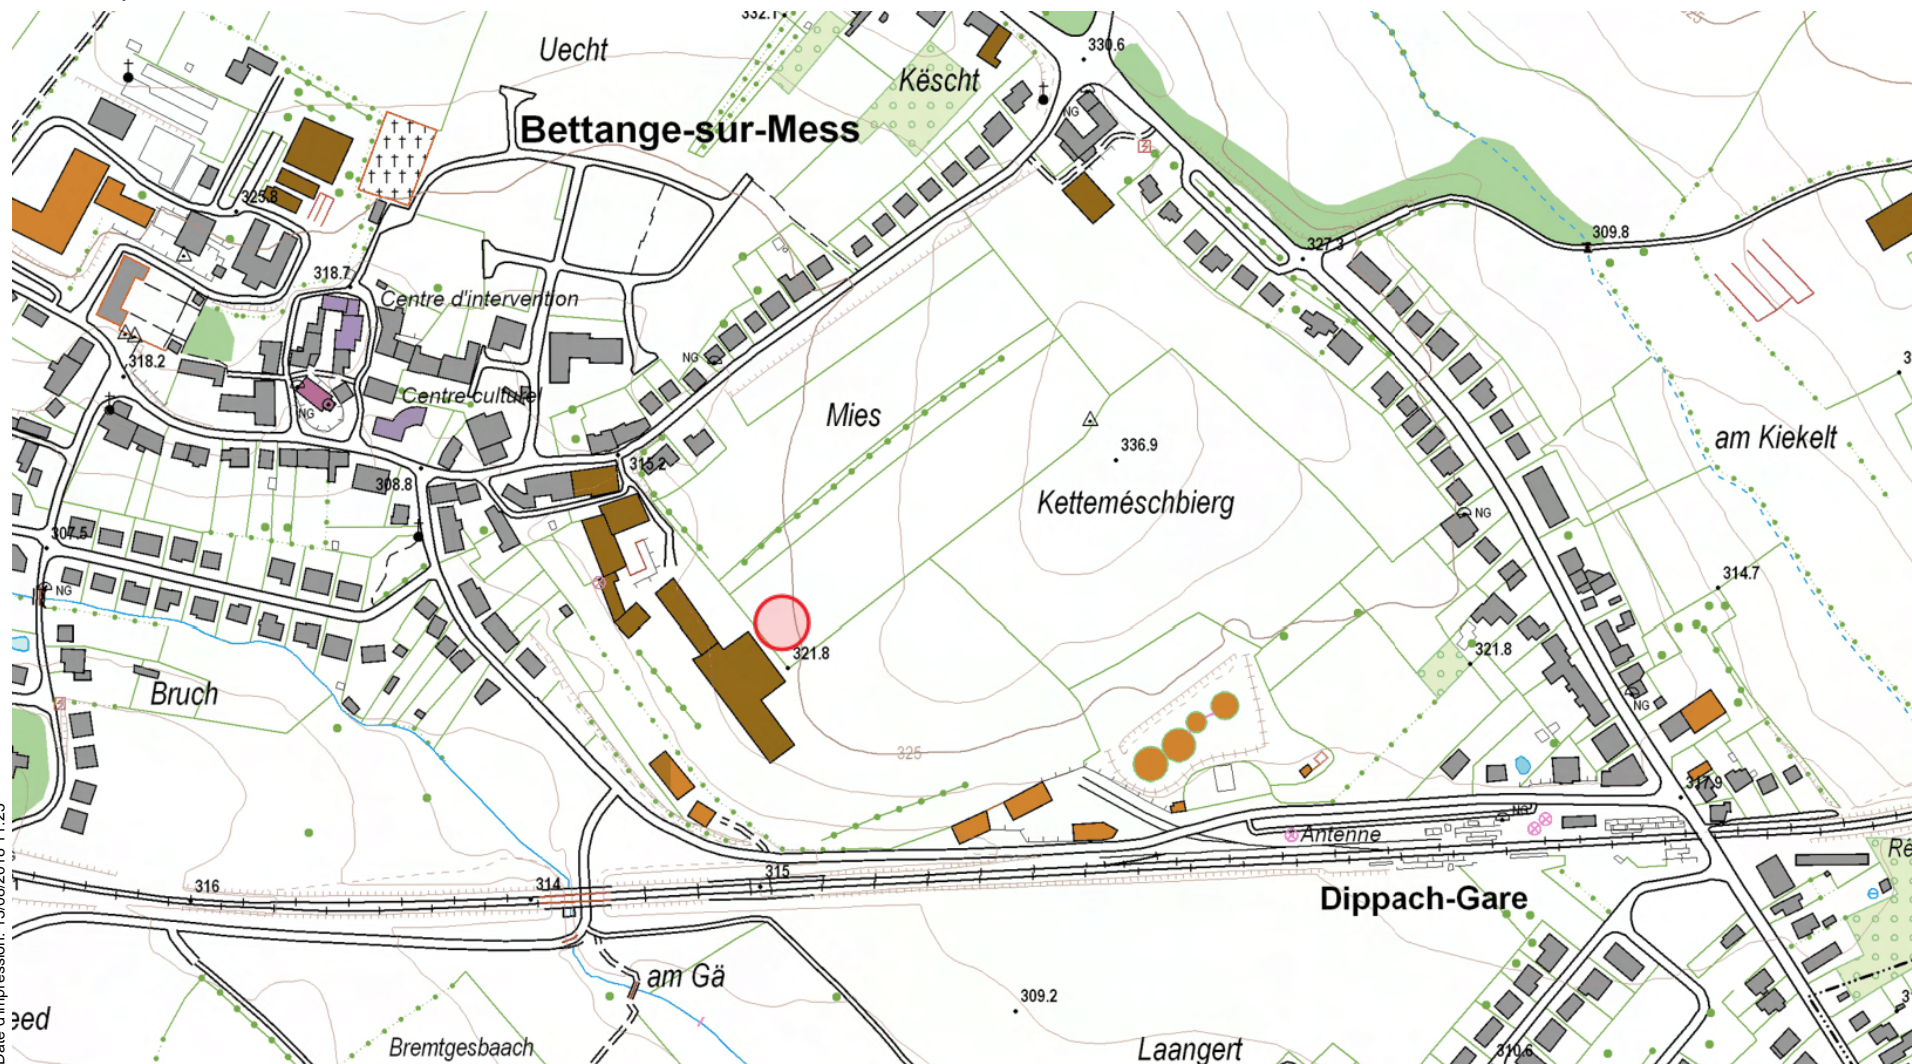 332.1
325
Uecht
330.6
Këscht
NG
Bettange-sur-Mess
325.8
309.8
327.3
318.7
Centre d'intervention
NG
318.2
Centre culturel
NG
Mies
am Kiekelt
336.9
315.2
308.8
Ketteméschbierg
NG
307.5
314.7
NG
321.8
321.8
Bruch
NG
325
317.9
NG
Antenne
315
316
314
Dippach-Gare
am Gä
309.2
Bremtgesbaach
Laangert
310.6